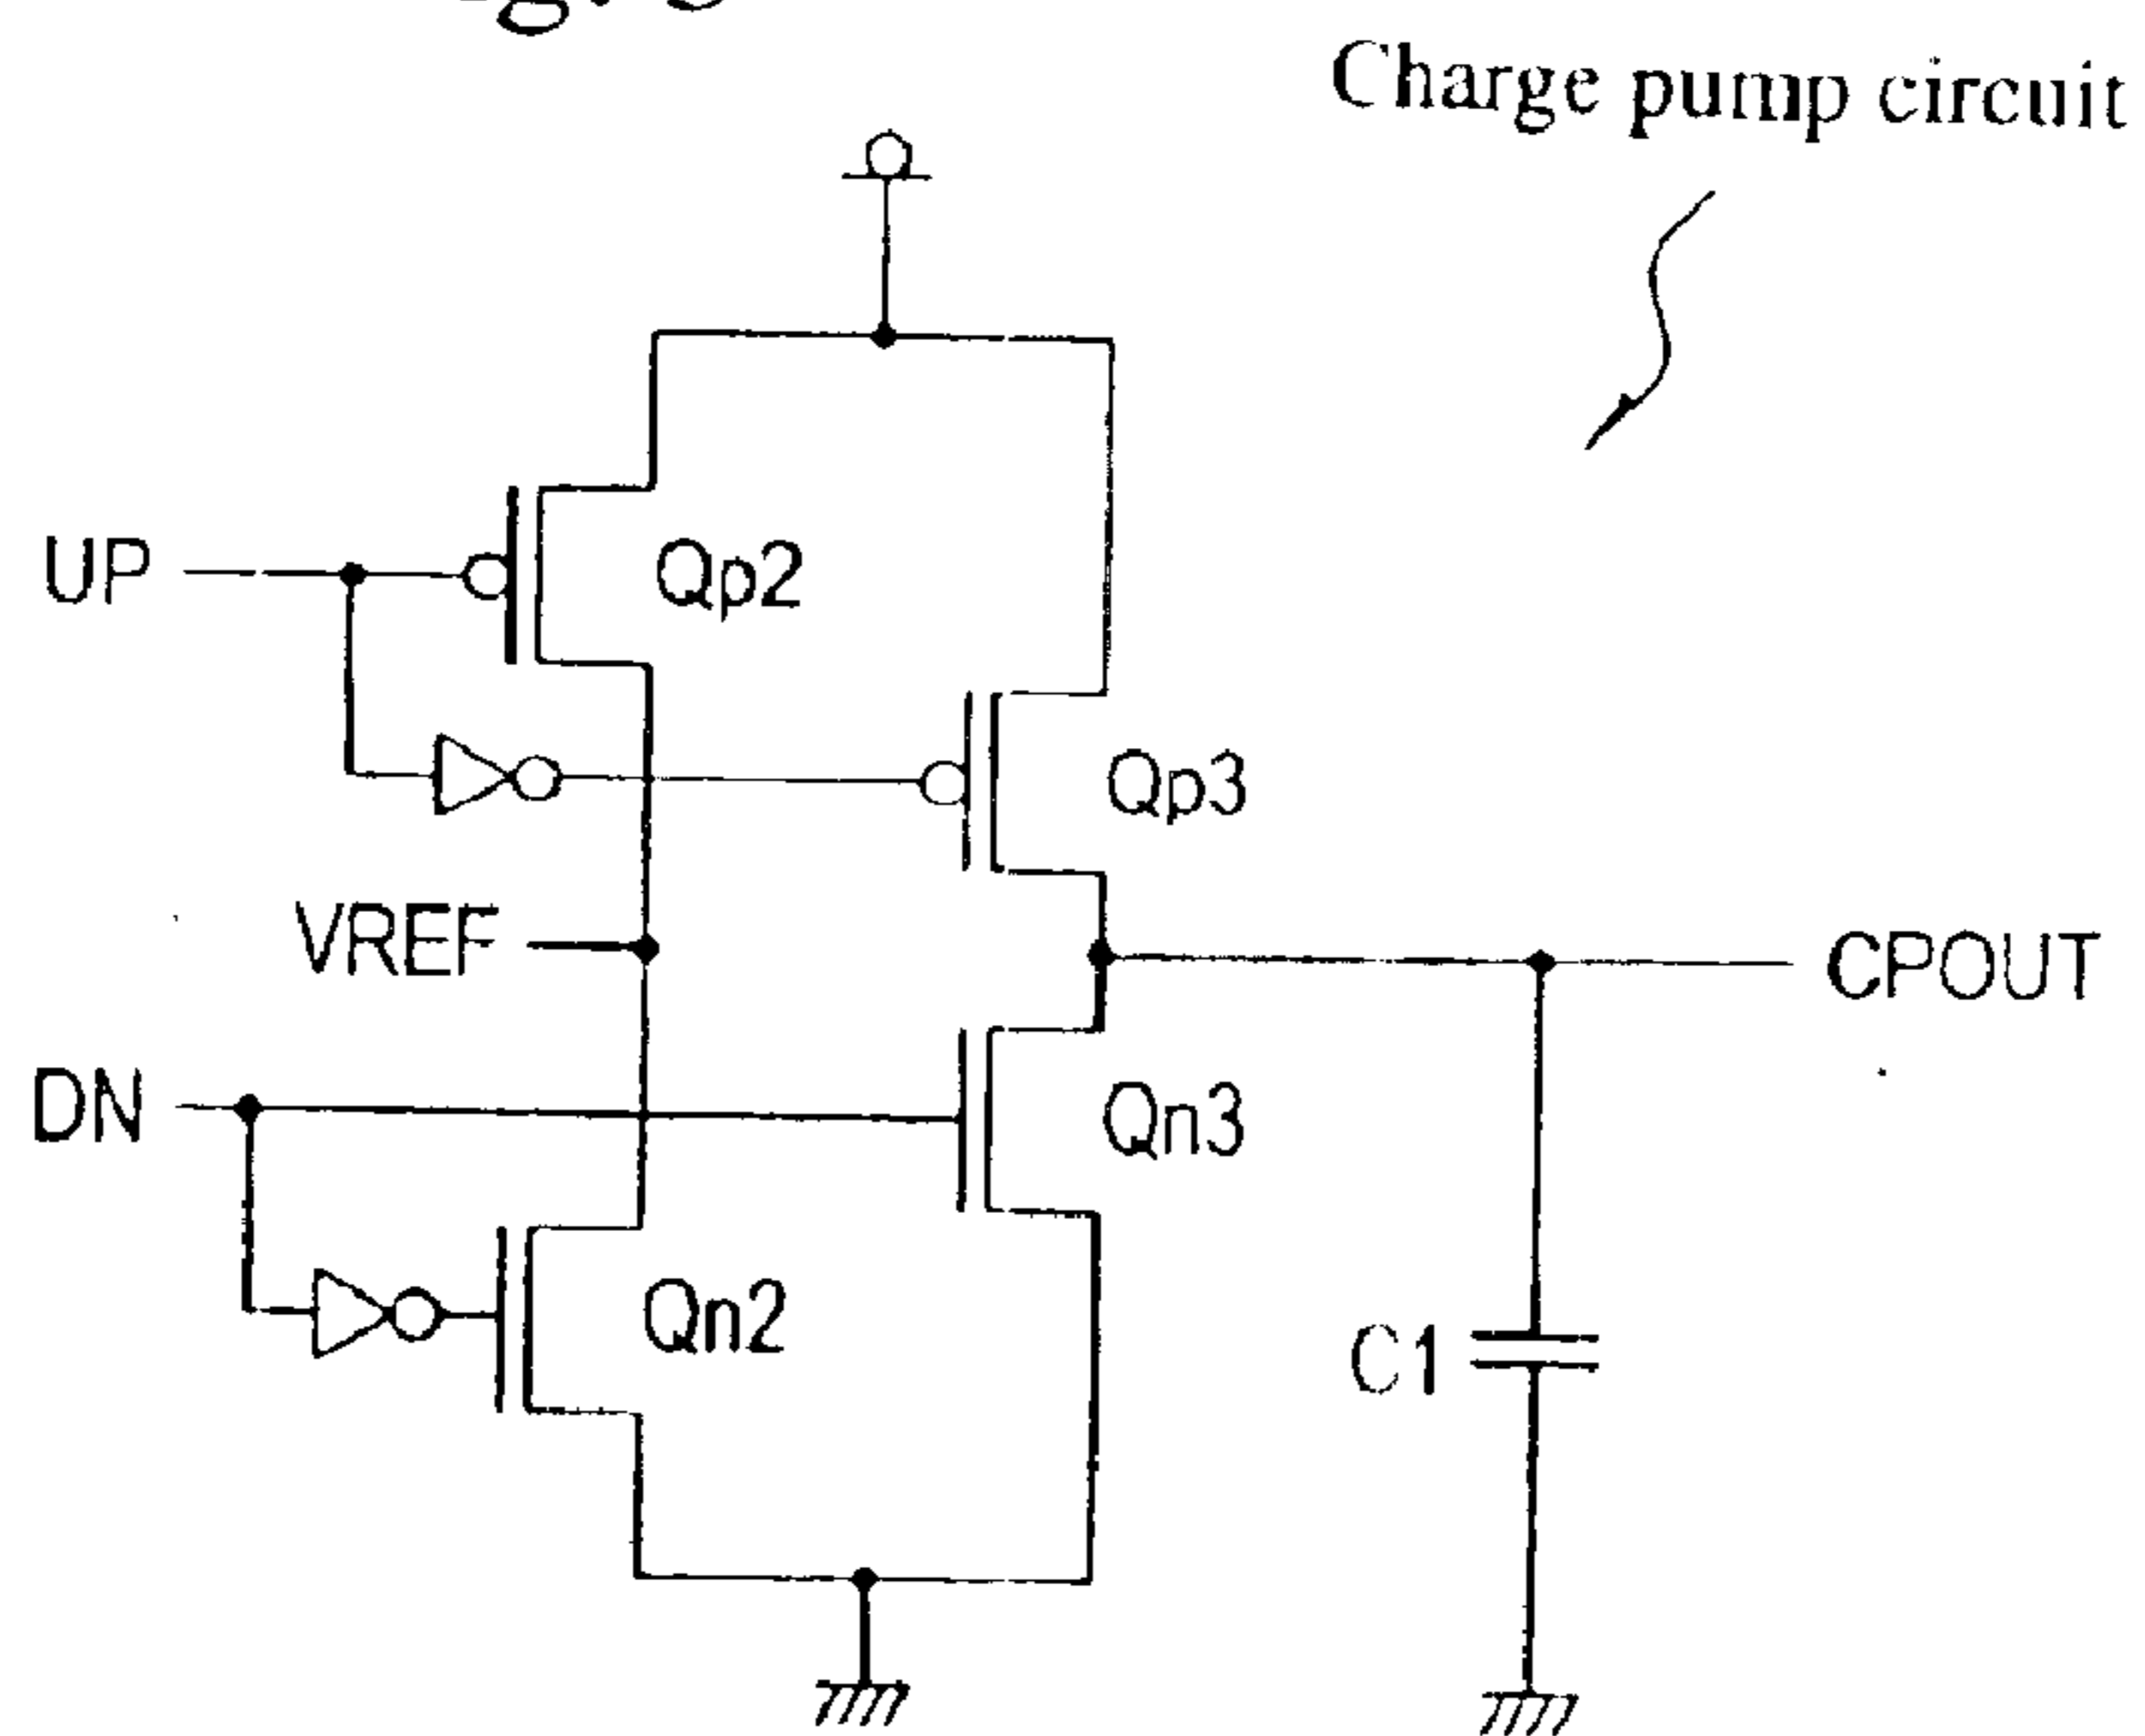 Charge pump circuit
UP
Qp2
Qp3
VREF
CPOUT
DN
Qn3
Qn2
C1